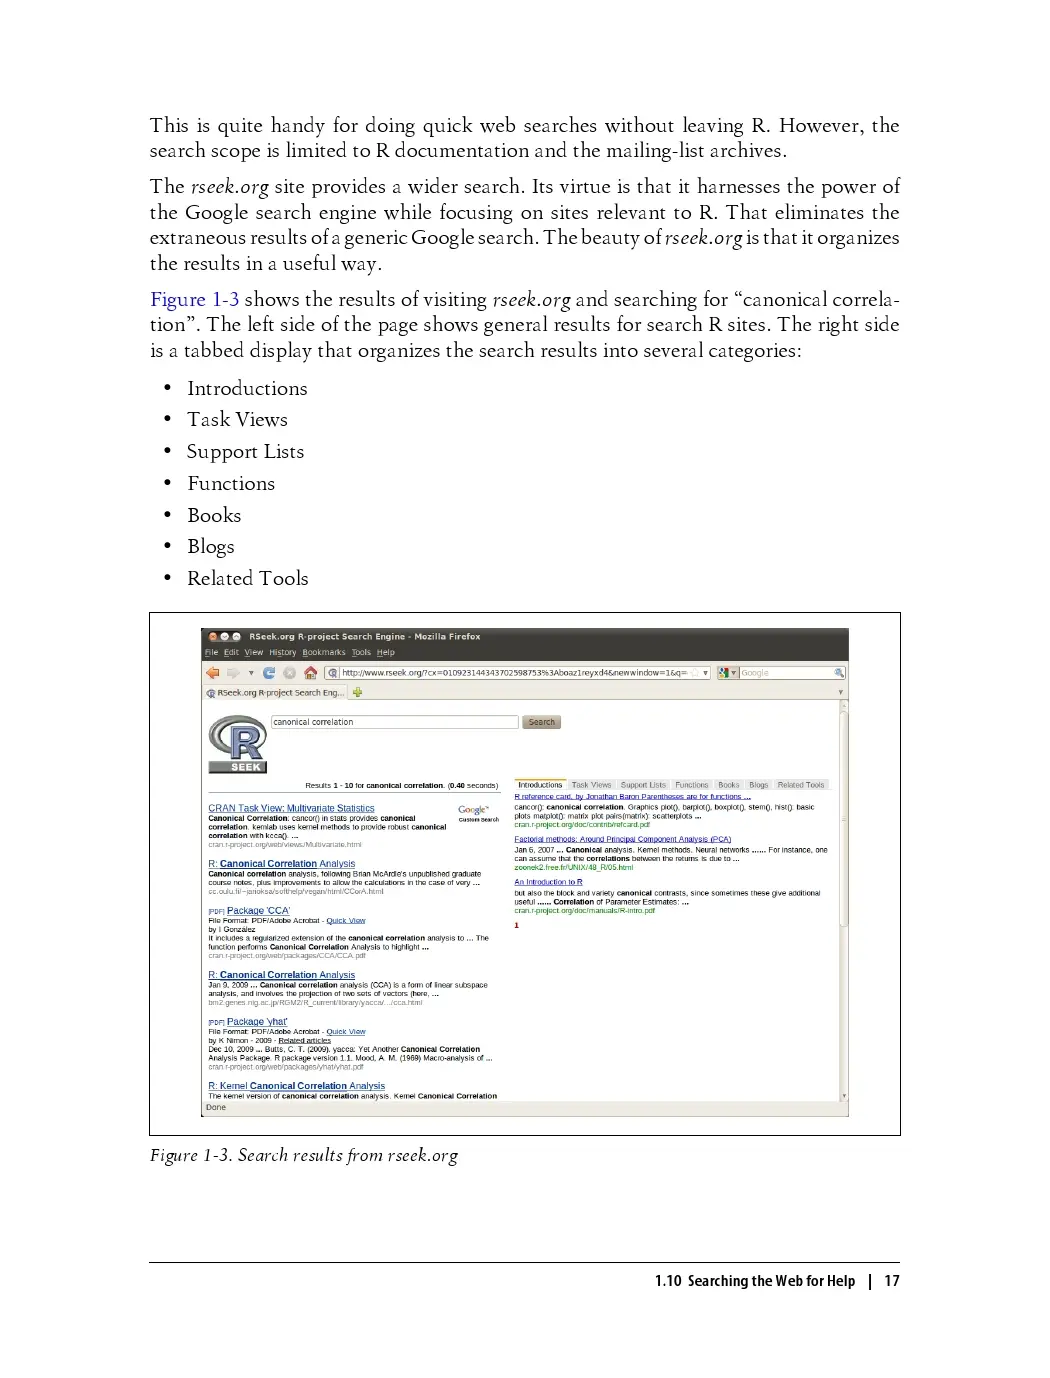 This is quite handy for doing quick web searches without leaving R. However, the
search scope is limited to R documentation and the mailing-list archives.
The rseek.org site provides a wider search. Its virtue is that it harnesses the power of
the Google search engine while focusing on sites relevant to R. That eliminates the
extraneous results of a generic Google search. The beauty of rseek.org is that it organizes
the results in a useful way.
Figure 1-3 shows the results of visiting rseek.org and searching for “canonical correla-
tion”. The left side of the page shows general results for search R sites. The right side
is a tabbed display that organizes the search results into several categories:
• Introductions
• Task Views
• Support Lists
• Functions
• Books
• Blogs
• Related Tools
RSeek.org R-project Search Engine - Mozilla Firefox
File Edit View History Bookmarks Tools Help
http://www.rseek.org/?cx=010923144343702598753%3Aboaz1reyxd4&newwindow=1&q=
Google
RSeek.org R-project Search Eng...
canonical correlation
Search
R
SEEK
Results 1 - 10 for canonical correlation. (0.40 seconds)
CRAN Task View: Multivariate Statistics
Google™
Custom Search
Canonical Correlation: cancor() in stats provides canonical
correlation. kernlab uses kernel methods to provide robust canonical
correlation with kcca(). ...
cran.r-project.org/web/views/Multivariate.html
R: Canonical Correlation Analysis
Canonical correlation analysis, following Brian McArdle's unpublished graduate
course notes, plus improvements to allow the calculations in the case of very ...
cc.oulu.fi/~jarioksa/softhelp/vegan/html/CCorA.html
[PDF] Package 'CCA'
File Format: PDF/Adobe Acrobat - Quick View
by I González
It includes a regularized extension of the canonical correlation analysis to ... The
function performs Canonical Correlation Analysis to highlight ...
cran.r-project.org/web/packages/CCA/CCA.pdf
R: Canonical Correlation Analysis
Jan 9, 2009 ... Canonical correlation analysis (CCA) is a form of linear subspace
analysis, and involves the projection of two sets of vectors (here, ...
bm2.genes.nig.ac.jp/RGM2/R_current/library/yacca/.../cca.html
[PDF] Package 'yhat'
File Format: PDF/Adobe Acrobat - Quick View
by K Nimon - 2009 - Related articles
Dec 10, 2009 ... Butts, C. T. (2009). yacca: Yet Another Canonical Correlation
Analysis Package. R package version 1.1. Mood, A. M. (1969) Macro-analysis of ...
cran.r-project.org/web/packages/yhat/yhat.pdf
R: Kernel Canonical Correlation Analysis
The kernel version of canonical correlation analysis. Kernel Canonical Correlation
Introductions Task Views Support Lists Functions Books Blogs Related Tools
R reference card, by Jonathan Baron Parentheses are for functions ...
cancor(): canonical correlation. Graphics plot(), barplot(), boxplot(), stem(), hist(): basic
plots matplot(): matrix plot pairs(matrix): scatterplots ...
cran.r-project.org/doc/contrib/refcard.pdf
Factorial methods: Around Principal Component Analysis (PCA)
Jan 6, 2007 ... Canonical analysis. Kernel methods. Neural networks ...... For instance, one
can assume that the correlations between the returns is due to ...
zoonek2.free.fr/UNIX/48_R/05.html
An Introduction to R
but also the block and variety canonical contrasts, since sometimes these give additional
useful ...... Correlation of Parameter Estimates: ...
cran.r-project.org/doc/manuals/R-intro.pdf
1
Done
Figure 1-3. Search results from rseek.org
1.10 Searching the Web for Help | 17